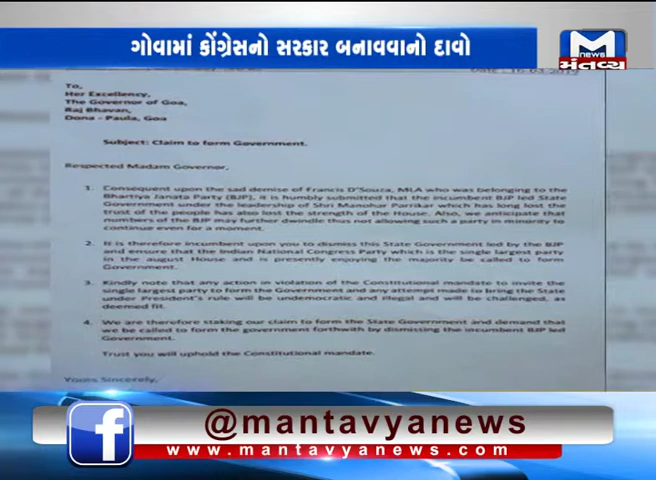 ગોવામાં કોંગ્રેસનો સરકાર બનાવવાનો દાવો
news
મંતવ્ય
To,
Her Excellency,
The Governor of Goa,
Raj Bhavan,
Dona - Paula, Goa
Subject: Claim to form Government.
Respected Madam Governor,
1. Consequent upon the sad demise of Francis D'Souza, MLA who was belonging to the
Bhartiya Janata Party (BJP), it is humbly submitted that the incumbent BJP led State
Government under the leadership of Shri Manohar Parrikar which has long lost the
trust of the people has also lost the strength of the House. Also, we anticipate that
numbers of the BJP may further dwindle thus not allowing such a party in minority to
continue even for a moment.
2. It is therefore incumbent upon you to dismiss this State Government led by the BJP
and ensure that the Indian National Congress Party which is the single largest party
in the august House and is presently enjoying the majority be called to form
Government.
3. Kindly note that any action in violation of the Constitutional mandate to invite the
single largest party to form the Government and any attempt made to bring the State
under President's rule will be undemocratic and illegal and will be challenged, as
deemed fit.
4. We are therefore staking our claim to form the State Government and demand that
we be called to form the government forthwith by dismissing the incumbent BJP led
Government.
Trust you will uphold the Constitutional mandate.
Yours Sincerely,
f
@mantavyanews
www.mantavyanews.com